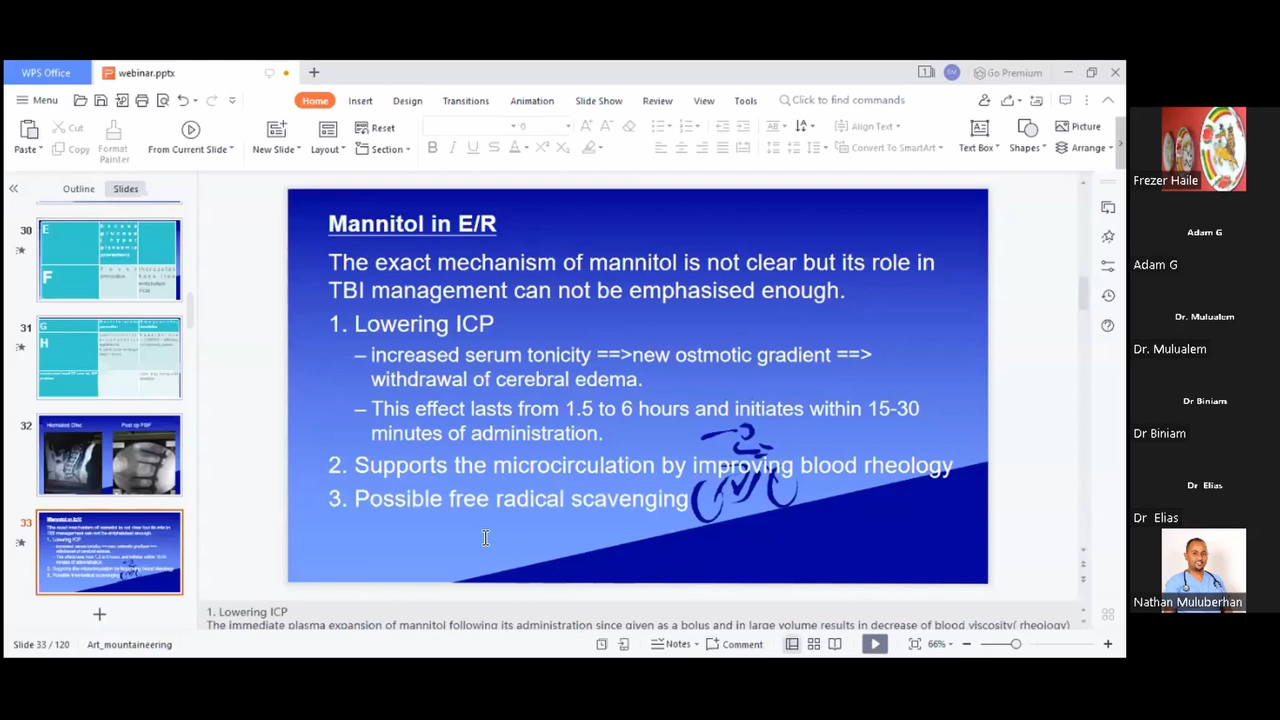 WPS Office
webinar.pptx
Go Premium
Menu
Home
Insert
Design
Transitions
Animation
Slide Show
Review
View
Tools
Click to find commands
Cut
Paste
Copy
Format Painter
From Current Slide
New Slide
Layout
Reset
Section
Align Text
Convert To SmartArt
Text Box
Shapes
Picture
Arrange
Outline
Slides
30
E
F
31
G
H
32
Herniated Disc
Post op PSIF
33
Mannitol in E/R
The exact mechanism of mannitol is not clear but its role in
TBI management can not be emphasised enough.
1. Lowering ICP
– increased serum tonicity ==>new ostmotic gradient ==>
withdrawal of cerebral edema.
– This effect lasts from 1.5 to 6 hours and initiates within 15-30
minutes of administration.
2. Supports the microcirculation by improving blood rheology
3. Possible free radical scavenging
1. Lowering ICP
The immediate plasma expansion of mannitol following its administration since given as a bolus and in large volume results in decrease of blood viscosity( rheology)
Slide 33 / 120
Art_mountaineering
Notes
Comment
66%
Frezer Haile
Adam G
Adam G
Dr. Mulualem
Dr. Mulualem
Dr Biniam
Dr Biniam
Dr Elias
Dr Elias
Nathan Muluberhan